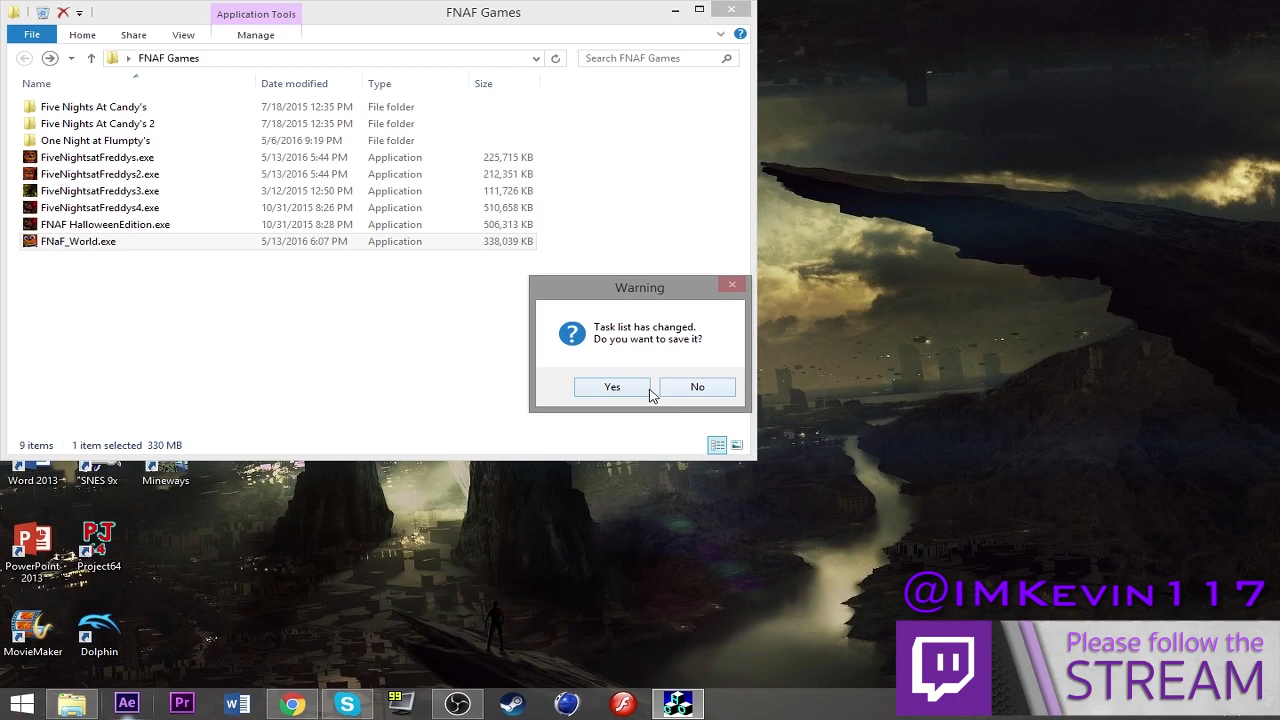 Application Tools
FNAF Games
File Home Share View Manage
FNAF Games
Search FNAF Games
Name Date modified Type Size
Five Nights At Candy's 7/18/2015 12:35 PM File folder
Five Nights At Candy's 2 7/18/2015 12:35 PM File folder
One Night at Flumpty's 5/6/2016 9:19 PM File folder
FiveNightsatFreddys.exe 5/13/2016 5:44 PM Application 225,715 KB
FiveNightsatFreddys2.exe 5/13/2016 5:44 PM Application 212,351 KB
FiveNightsatFreddys3.exe 3/12/2015 12:50 PM Application 111,726 KB
FiveNightsatFreddys4.exe 10/31/2015 8:26 PM Application 510,658 KB
FNAF HalloweenEdition.exe 10/31/2015 8:28 PM Application 506,313 KB
FNaF_World.exe 5/13/2016 6:07 PM Application 338,039 KB
Warning
Task list has changed.
Do you want to save it?
Yes No
9 items 1 item selected 330 MB
Word 2013 "SNES 9x Mineways
PJ
64
PowerPoint 2013 Project64
MovieMaker Dolphin
@IMKevin117
Please follow the
STREAM
Ae Pr 99